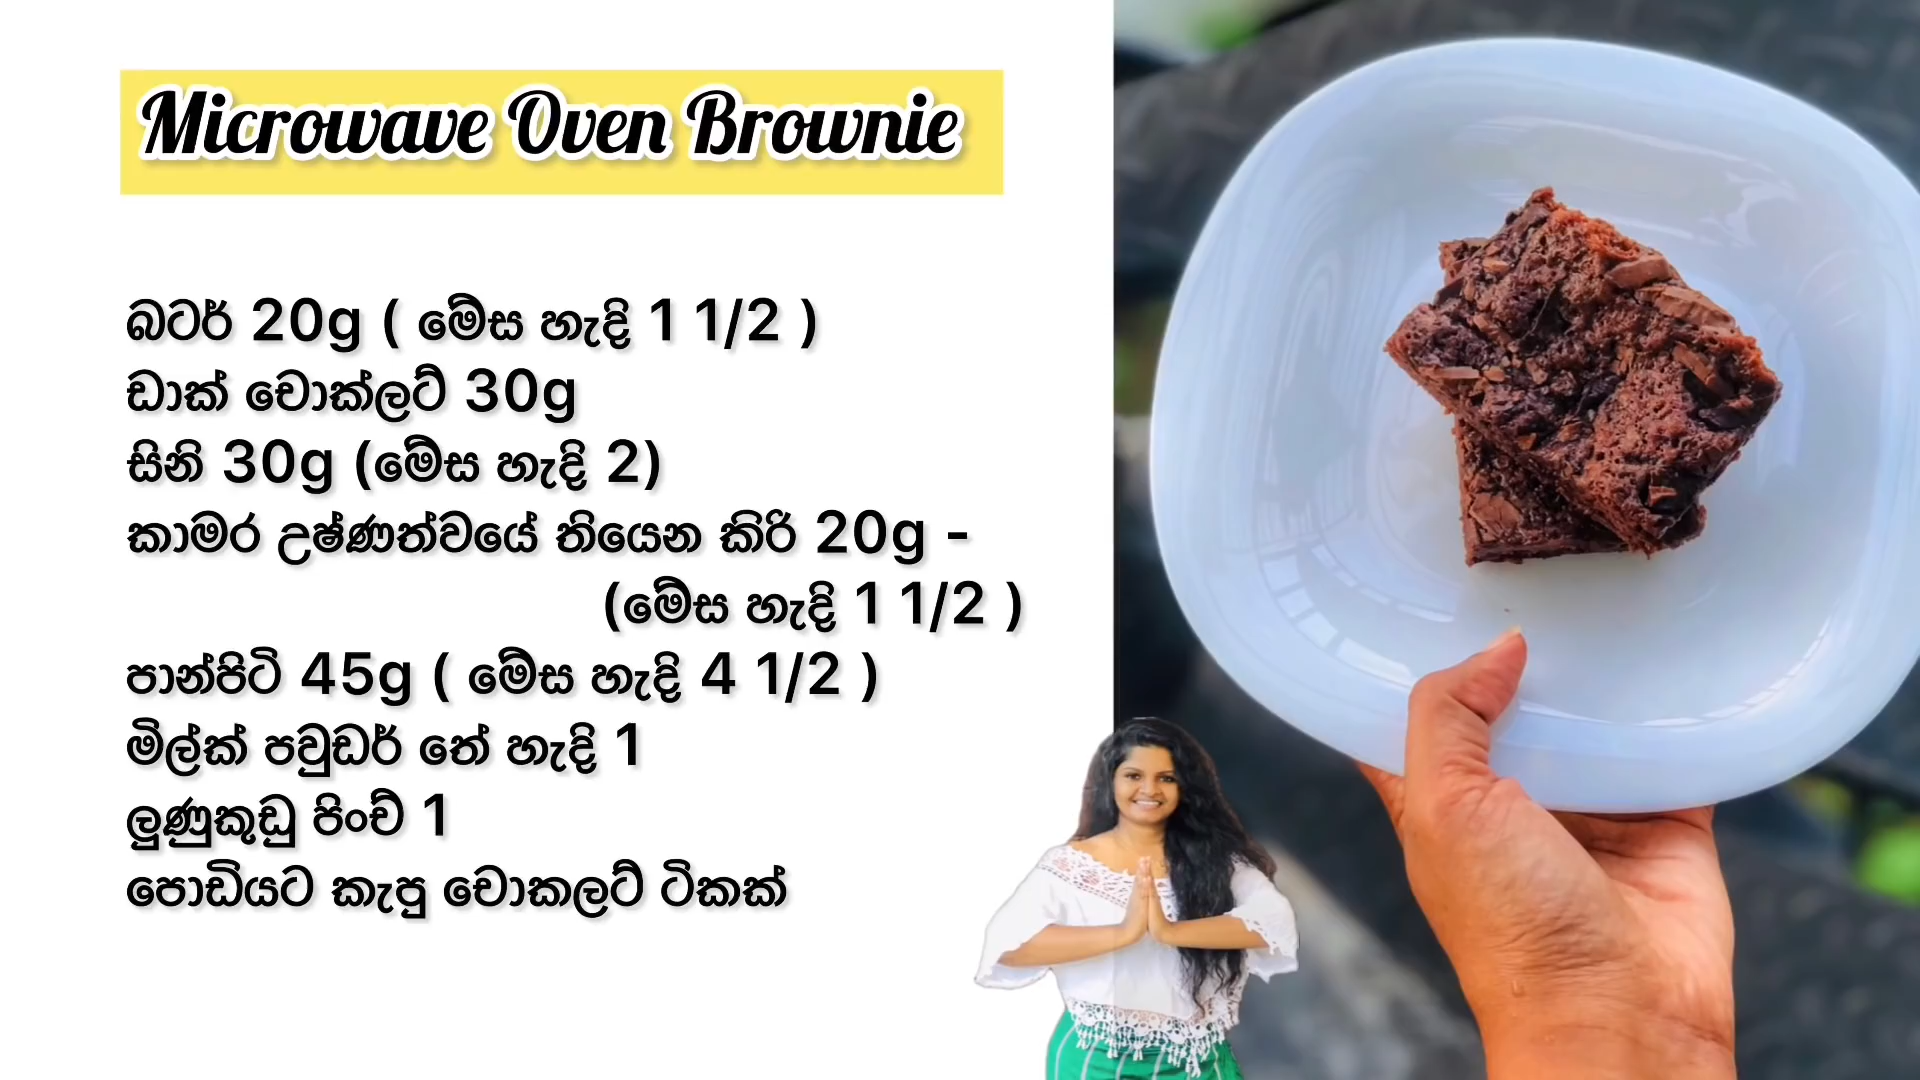 Microwave Oven Brownie
බටර් 20g ( මේස හැදි 1 1/2 )
ඩාක් චොක්ලට් 30g
සිනි 30g (මේස හැදි 2)
කාමර උෂ්ණත්වයේ තියෙන කිරි 20g -
(මේස හැදි 1 1/2 )
පාන්පිටි 45g ( මේස හැදි 4 1/2 )
මිල්ක් පවුඩර් තේ හැදි 1
ලුණුකුඩු පිංච් 1
පොඩියට කැපු චොකලට් ටිකක්